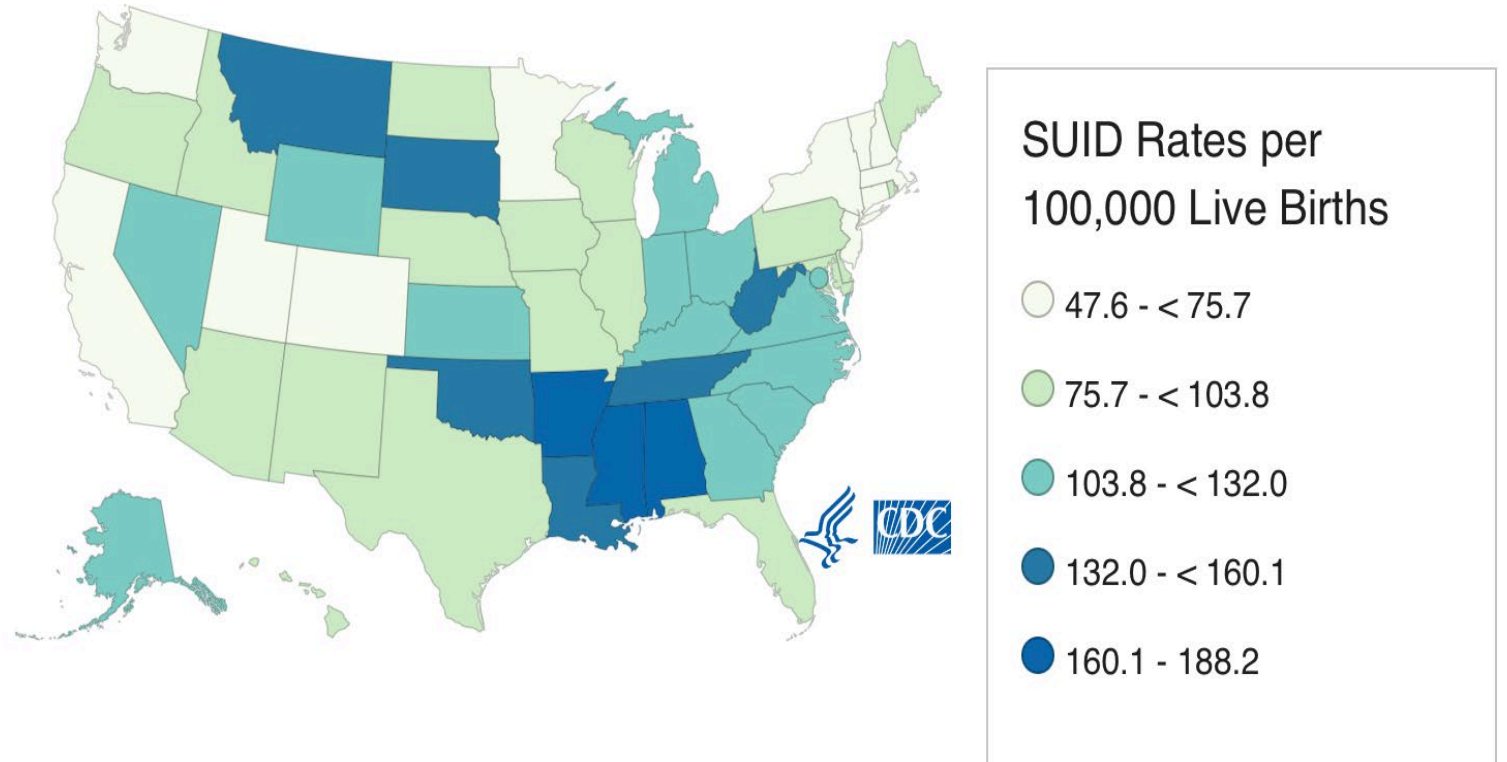 CDC
SUID Rates per
100,000 Live Births
47.6 - < 75.7
75.7 - < 103.8
103.8 - < 132.0
132.0 - < 160.1
160.1 - 188.2